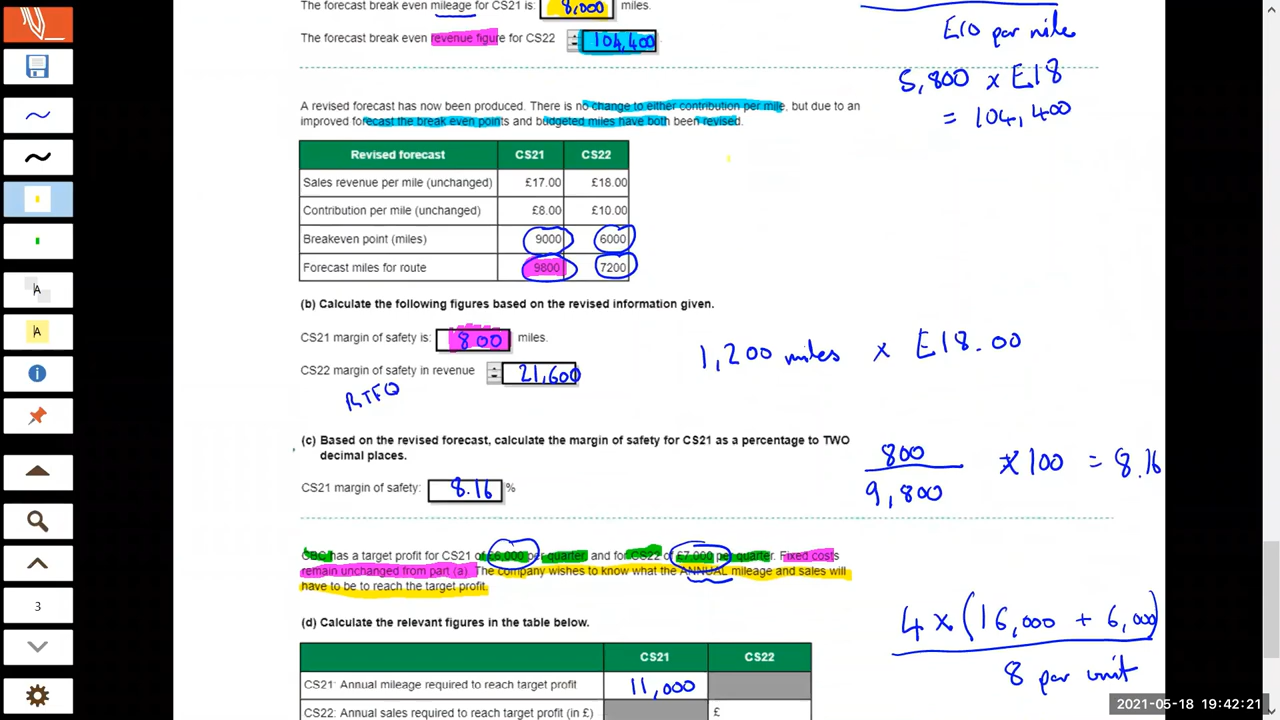 The forecast break even mileage for CS21 is: 8,000 miles.
£10 per mile
The forecast break even revenue figure for CS22 104,400
5,800 x £18
= 104,400
A revised forecast has now been produced. There is no change to either contribution per mile, but due to an
improved forecast the break even points and budgeted miles have both been revised.
Revised forecast CS21 CS22
Sales revenue per mile (unchanged) £17.00 £18.00
Contribution per mile (unchanged) £8.00 £10.00
Breakeven point (miles) 9000 6000
Forecast miles for route 9800 7200
(b) Calculate the following figures based on the revised information given.
CS21 margin of safety is: 800 miles.
1,200 miles x £18.00
CS22 margin of safety in revenue 21,600
RTFQ
(c) Based on the revised forecast, calculate the margin of safety for CS21 as a percentage to TWO
decimal places.
800
9,800
x 100 = 8.16
CS21 margin of safety: 8.16 %
CBC has a target profit for CS21 of £6,000 per quarter, and for CS22 of £7,000 per quarter. Fixed costs
remain unchanged from part (a). The company wishes to know what the ANNUAL mileage and sales will
have to be to reach the target profit.
4 x (16,000 + 6,000)
8 per unit
(d) Calculate the relevant figures in the table below.
CS21 CS22
CS21: Annual mileage required to reach target profit 11,000
CS22: Annual sales required to reach target profit (in £) £
3
2021-05-18 19:42:21